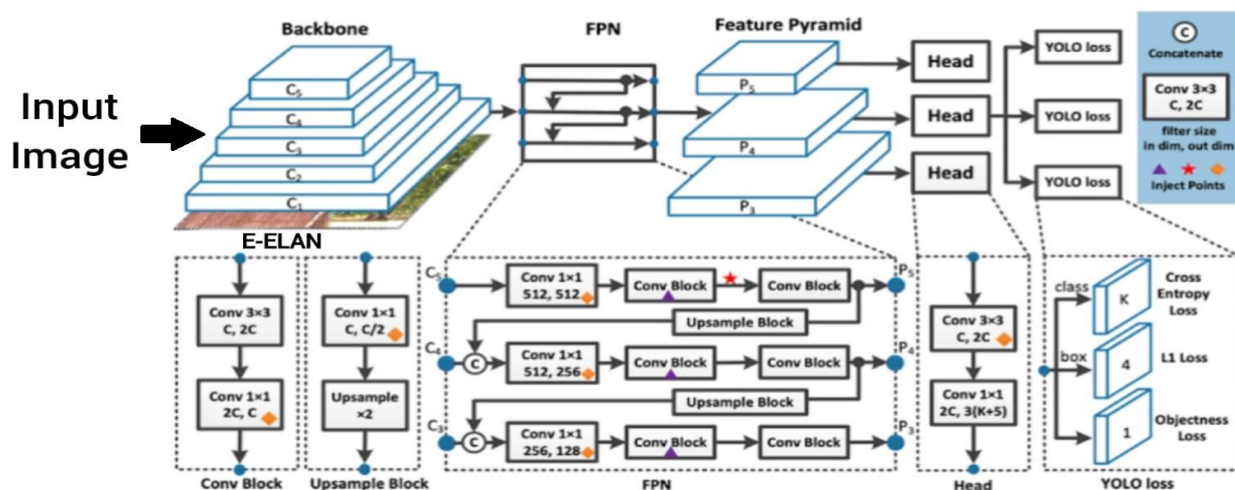 Input
Image
Backbone
C5
C4
C3
C2
C1
E-ELAN
FPN
Feature Pyramid
P5
P4
P3
Head
Head
Head
YOLO loss
YOLO loss
YOLO loss
C
Concatenate
Conv 3×3
C, 2C
filter size
in dim, out dim
Inject Points
Conv 3×3
C, 2C
Conv 1×1
2C, C
Conv Block
Conv 1×1
C, C/2
Upsample
×2
Upsample Block
C5
Conv 1×1
512, 512
Conv Block
Conv Block
P5
Upsample Block
C4
C
Conv 1×1
512, 256
Conv Block
Conv Block
P4
Upsample Block
C3
C
Conv 1×1
256, 128
Conv Block
Conv Block
P3
FPN
Conv 3×3
C, 2C
Conv 1×1
2C, 3(K+5)
Head
class
K
Cross
Entropy
Loss
box
4
L1 Loss
1
Objectness
Loss
YOLO loss